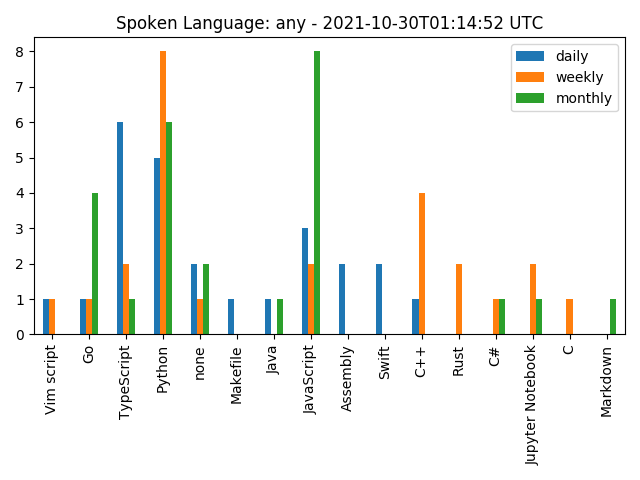 Spoken Language: any - 2021-10-30T01:14:52 UTC
daily
weekly
monthly
8
7
6
5
4
3
2
1
0
Vim script
Go
TypeScript
Python
none
Makefile
Java
JavaScript
Assembly
Swift
C++
Rust
C#
Jupyter Notebook
C
Markdown